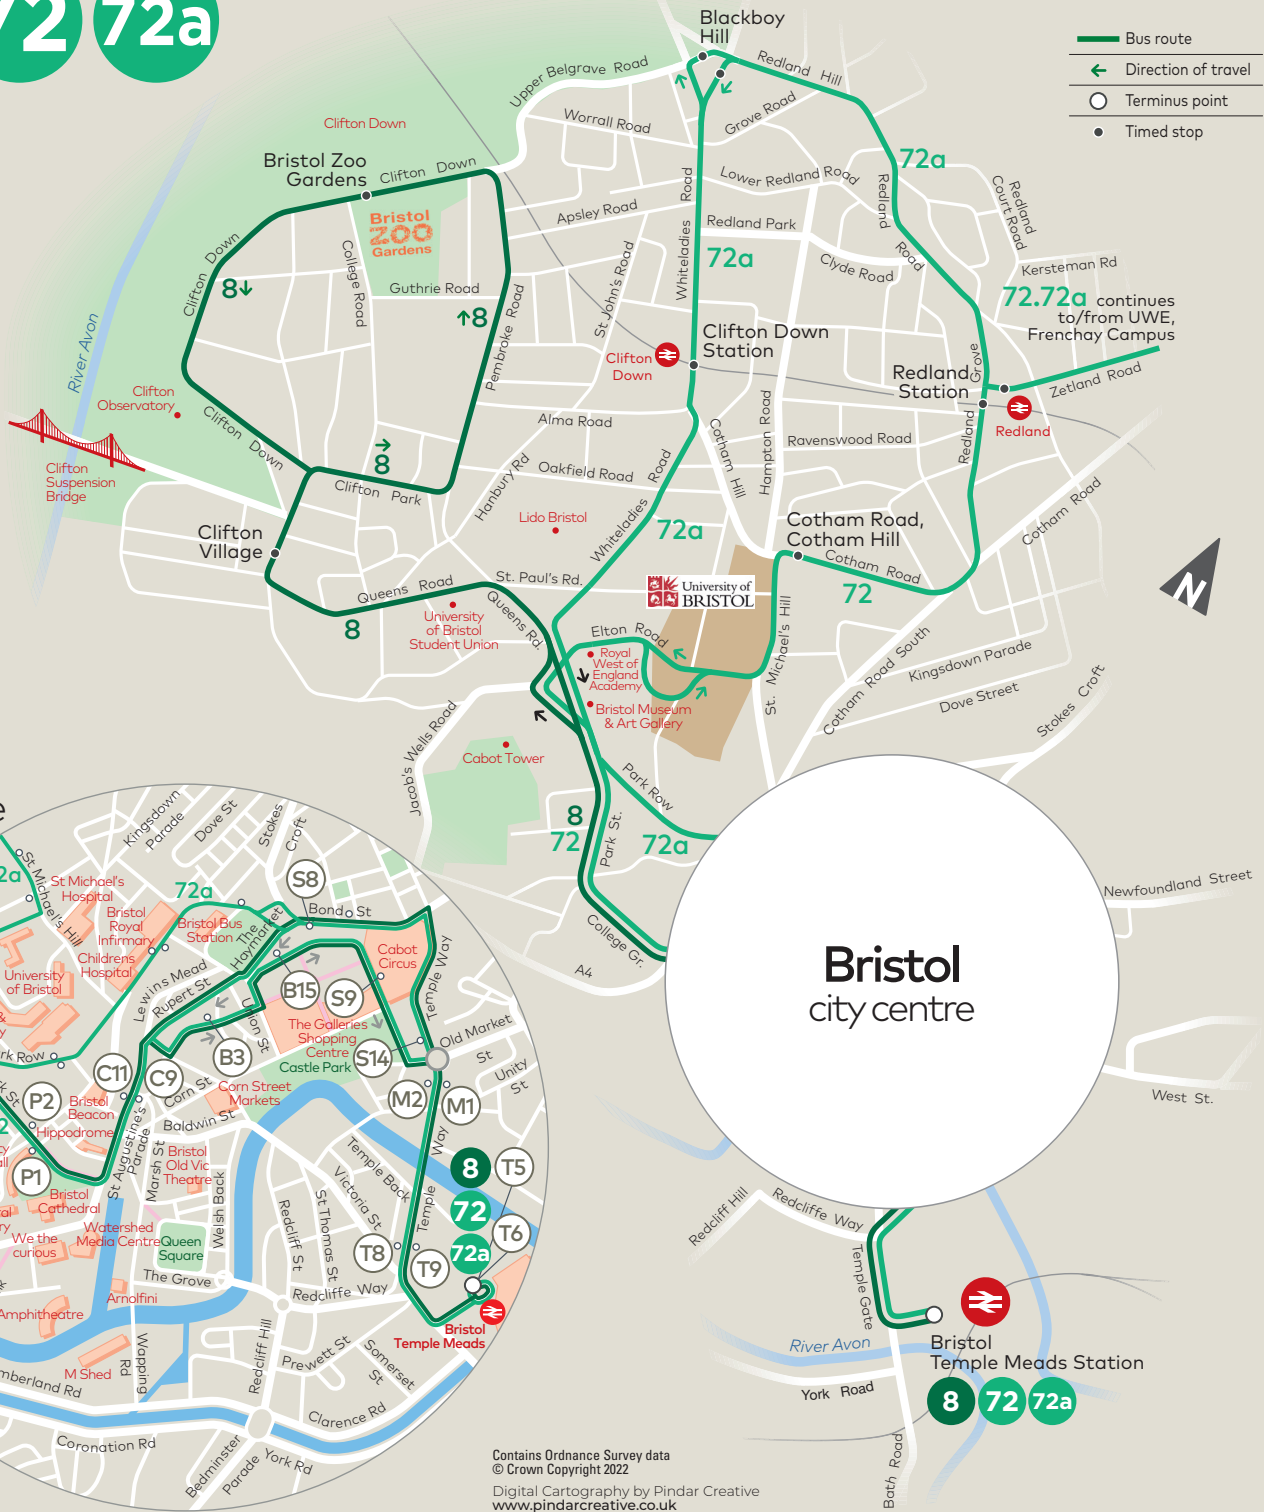 72 72a
Blackboy
Hill
Bus route
Direction of travel
Terminus point
Timed stop
Upper Belgrave Road
Redland Hill
Worrall Road
Grove Road
Clifton Down
Bristol Zoo
Gardens
Clifton Down
72a
Lower Redland Road
Redland
Road
Redland
Court Road
Bristol
ZOO
Gardens
Apsley Road
Redland Park
Whiteladies Road
72a
Clyde Road
Kersteman Rd
Clifton Down
8
College Road
Guthrie Road
8
Pembroke Road
St John's Road
72.72a continues
to/from UWE,
Frenchay Campus
River Avon
Clifton
Down
Clifton Down
Station
Redland
Station
Grove
Zetland Road
Redland
Clifton
Observatory
Clifton Down
Alma Road
Cotham Hill
Hampton Road
Ravenswood Road
Redland
Clifton
Suspension
Bridge
8
Clifton Park
Hanbury Rd
Oakfield Road
Whiteladies Road
Cotham Road
Lido Bristol
72a
Cotham Road,
Cotham Hill
Clifton
Village
Cotham Road
72
N
Queens Road
St. Paul's Rd.
University of
BRISTOL
8
University
of Bristol
Student Union
Queens Rd.
Elton Road
St. Michael's Hill
Royal
West of
England
Academy
Cotham Road South
Kingsdown Parade
Dove Street
Stokes Croft
Bristol Museum
& Art Gallery
Jacob's Wells Road
Cabot Tower
Park Row
8
72
Park St.
72a
College Gr.
A4
Newfoundland Street
Bristol
city centre
West St.
Kingsdown
Parade
Dove St
Stokes
Croft
2a
St Michael's Hill
St Michael's
Hospital
72a
S8
Bristol
Royal
Infirmary
Bristol Bus
Station
The
Haymarket
Bond St
Childrens
Hospital
Cabot
Circus
University
of Bristol
Lewins Mead
Rupert St
B15
S9
Temple Way
Union St
The Galleries
Shopping
Centre
Castle Park
Old Market
St
rk Row
C11
C9
B3
S14
Unity
St
P2
Corn St
Corn Street
Markets
M2
M1
Bristol
Beacon
Hippodrome
Baldwin St
P1
St Augustine's
Parade
Marsh St
Bristol
Old Vic
Theatre
Temple Back
Temple Way
8
T5
Bristol
Cathedral
Welsh Back
Victoria St
72
Redcliff St
St Thomas St
T6
Watershed
Media Centre
Queen
Square
We the
curious
T8
T9
72a
The Grove
Redcliffe Way
Amphitheatre
Arnolfini
Bristol
Temple Meads
Wapping
Rd
Redcliff Hill
Prewett St
Somerset
St
M Shed
mberland Rd
Clarence Rd
Coronation Rd
Bedminster
Parade
York Rd
Redcliff Hill
Redcliffe Way
Temple Gate
River Avon
Bristol
Temple Meads Station
York Road
8 72 72a
Bath Road
Contains Ordnance Survey data
© Crown Copyright 2022
Digital Cartography by Pindar Creative
www.pindarcreative.co.uk